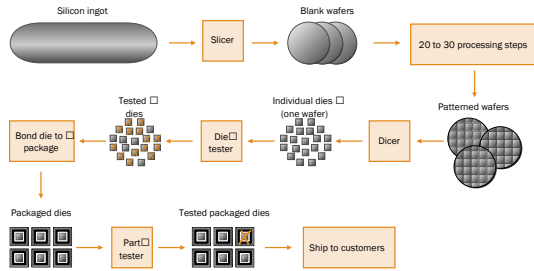 Silicon ingot
Blank wafers
Slicer
20 to 30 processing steps
Patterned wafers
Individual dies □
(one wafer)
Tested □
dies
Bond die to □
package
Die□
tester
Dicer
Packaged dies
Tested packaged dies
Part□
tester
Ship to customers